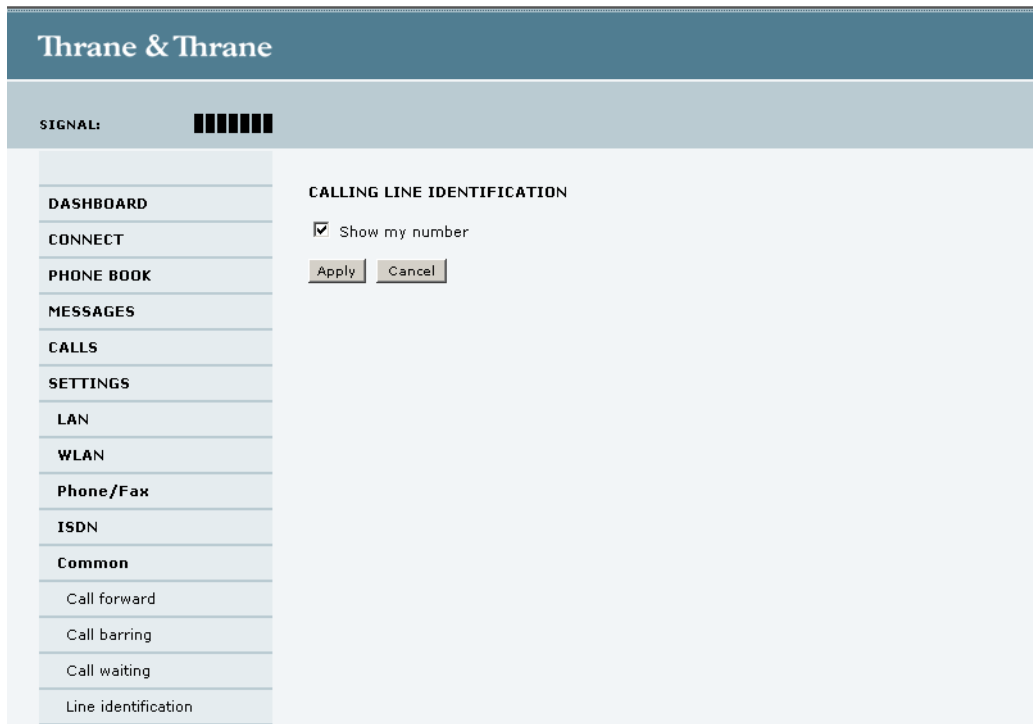 Thrane & Thrane
SIGNAL:
DASHBOARD
CONNECT
PHONE BOOK
MESSAGES
CALLS
SETTINGS
LAN
WLAN
Phone/Fax
ISDN
Common
Call forward
Call barring
Call waiting
Line identification
CALLING LINE IDENTIFICATION
Show my number
Apply Cancel